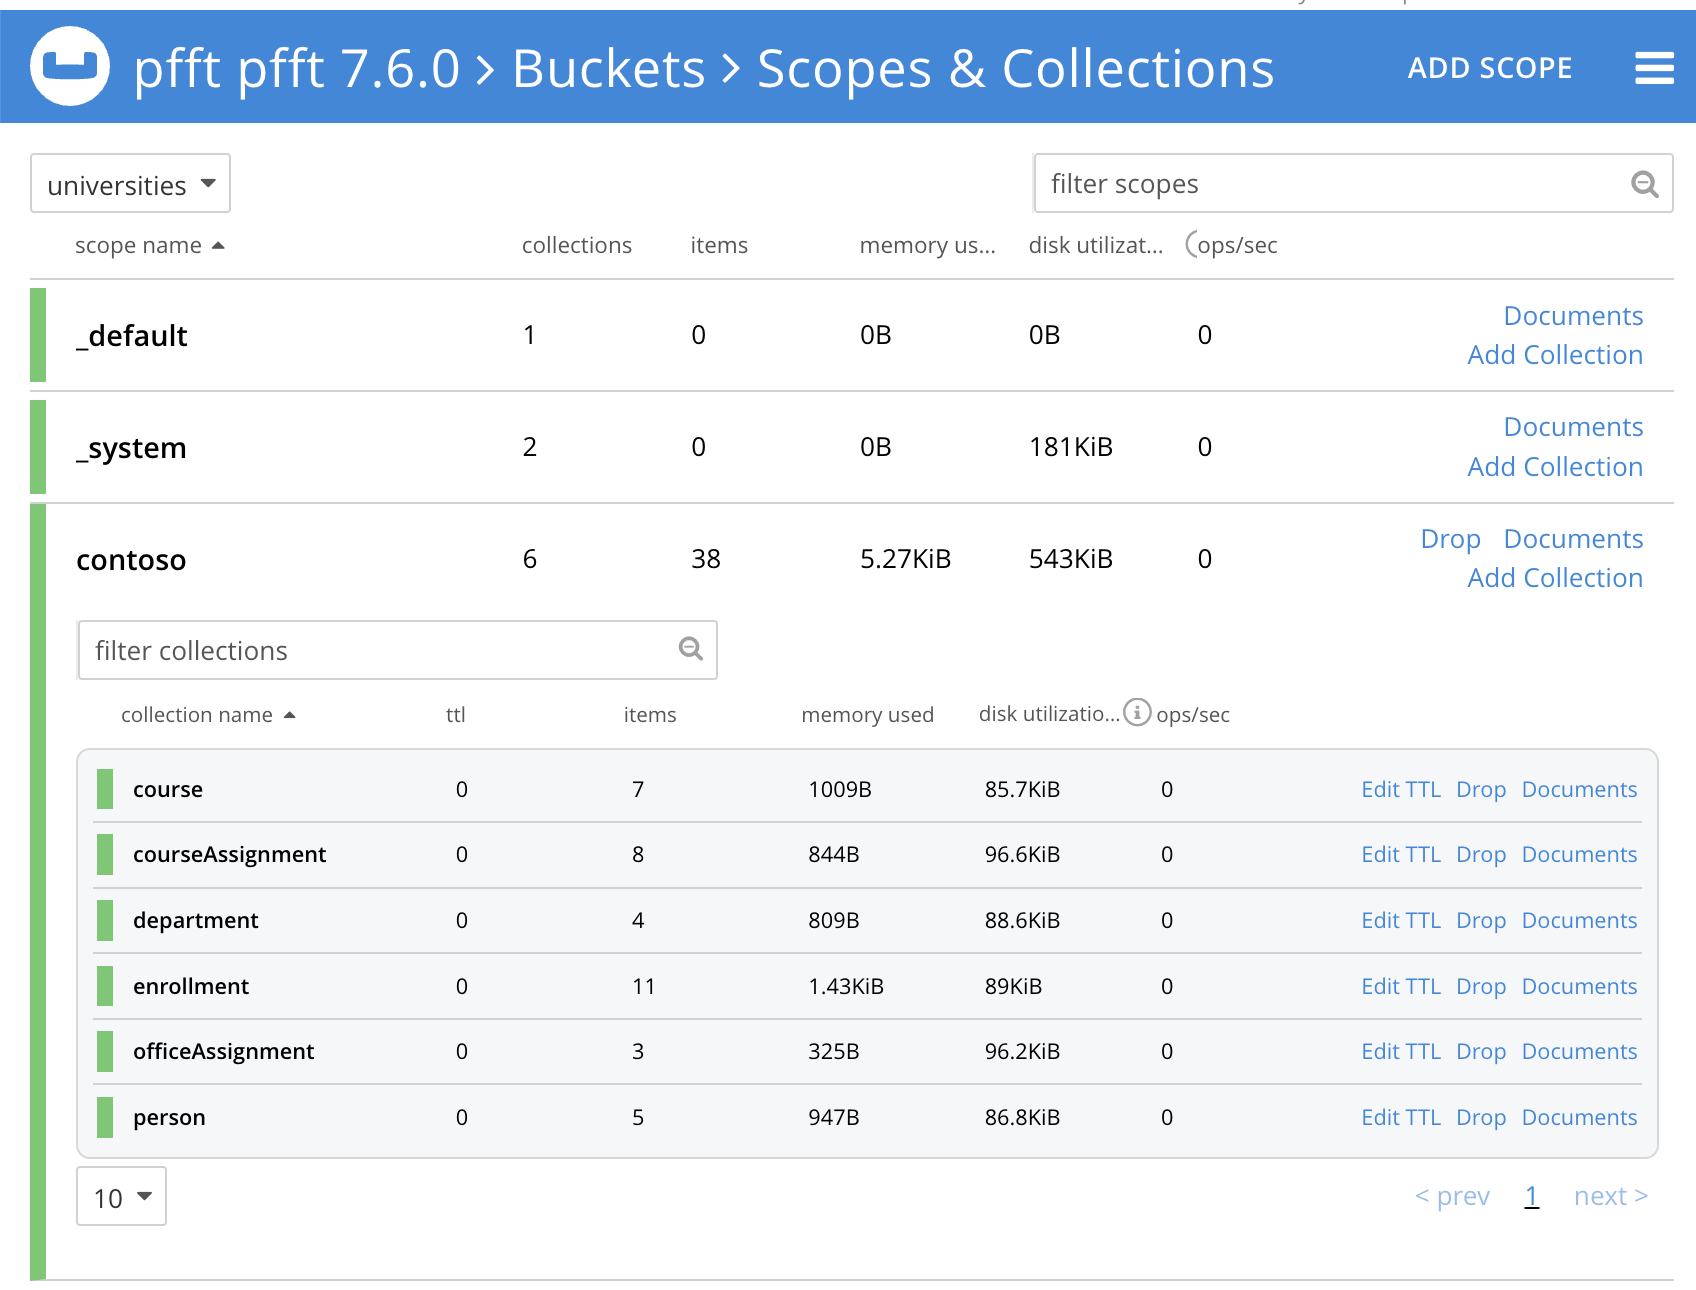 pfft pfft 7.6.0 > Buckets > Scopes & Collections ADD SCOPE
universities filter scopes
scope name collections items memory us... disk utilizat... ops/sec
_default 1 0 0B 0B 0 Documents
Add Collection
_system 2 0 0B 181KiB 0 Documents
Add Collection
contoso 6 38 5.27KiB 543KiB 0 Drop Documents
Add Collection
filter collections
collection name ttl items memory used disk utilizatio... ops/sec
course 0 7 1009B 85.7KiB 0 Edit TTL Drop Documents
courseAssignment 0 8 844B 96.6KiB 0 Edit TTL Drop Documents
department 0 4 809B 88.6KiB 0 Edit TTL Drop Documents
enrollment 0 11 1.43KiB 89KiB 0 Edit TTL Drop Documents
officeAssignment 0 3 325B 96.2KiB 0 Edit TTL Drop Documents
person 0 5 947B 86.8KiB 0 Edit TTL Drop Documents
10 < prev 1 next >